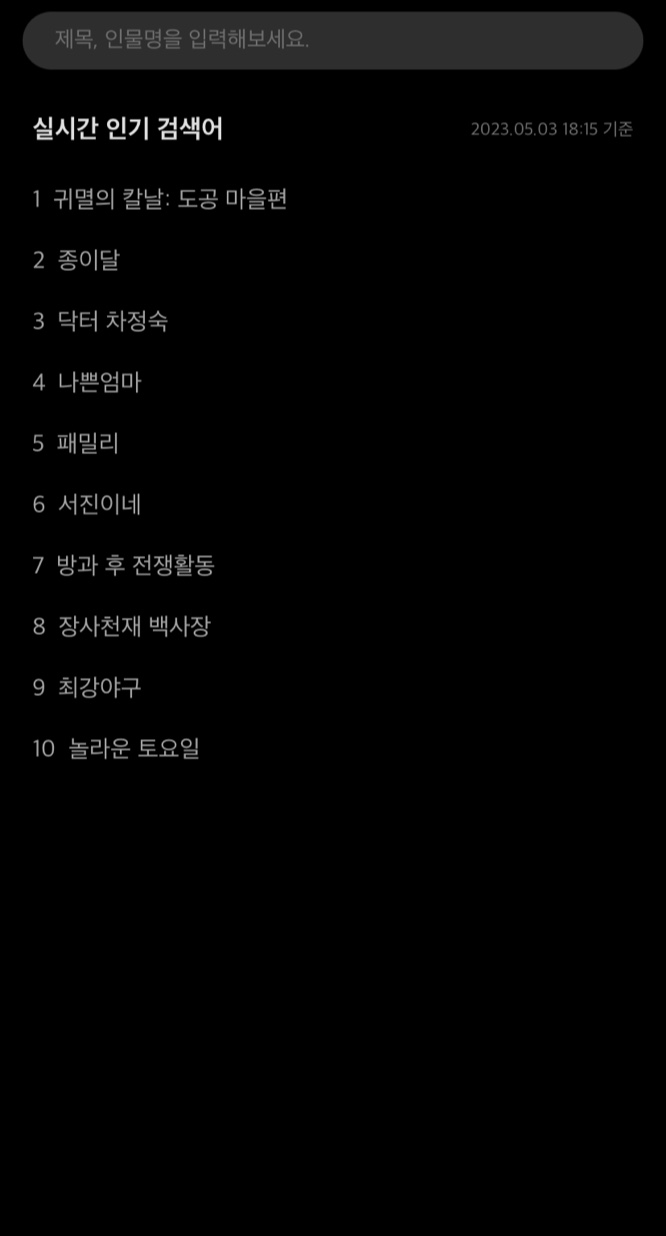 제목, 인물명을 입력해보세요.
실시간 인기 검색어 2023.05.03 18:15 기준
1 귀멸의 칼날: 도공 마을편
2 종이달
3 닥터 차정숙
4 나쁜엄마
5 패밀리
6 서진이네
7 방과 후 전쟁활동
8 장사천재 백사장
9 최강야구
10 놀라운 토요일